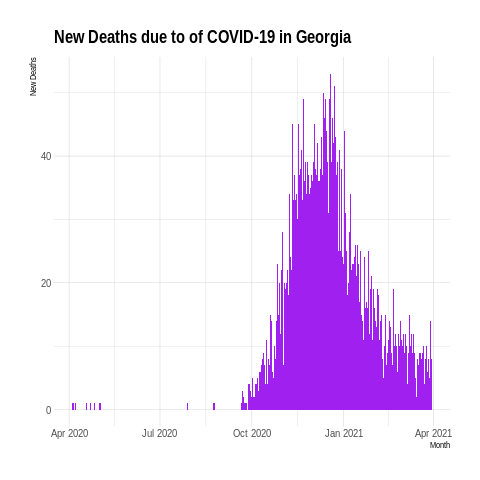 New Deaths due to of COVID-19 in Georgia
New Deaths
40
20
0
Apr 2020 Jul 2020 Oct 2020 Jan 2021 Apr 2021
Month